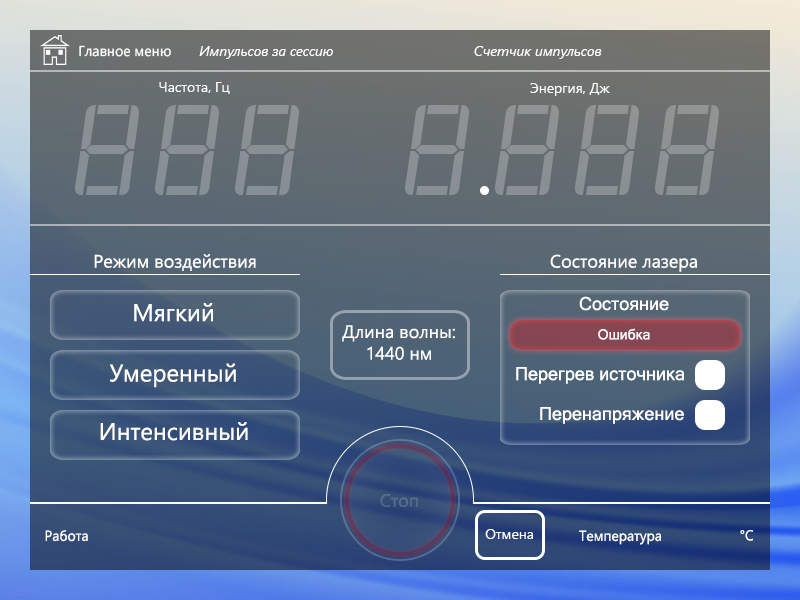 Главное меню
Импульсов за сессию
Счетчик импульсов
Частота, Гц
Энергия, Дж
888
8.888
Режим воздействия
Состояние лазера
Мягкий
Умеренный
Интенсивный
Длина волны:
1440 нм
Состояние
Ошибка
Перегрев источника
Перенапряжение
Стоп
Работа
Отмена
Температура
°C